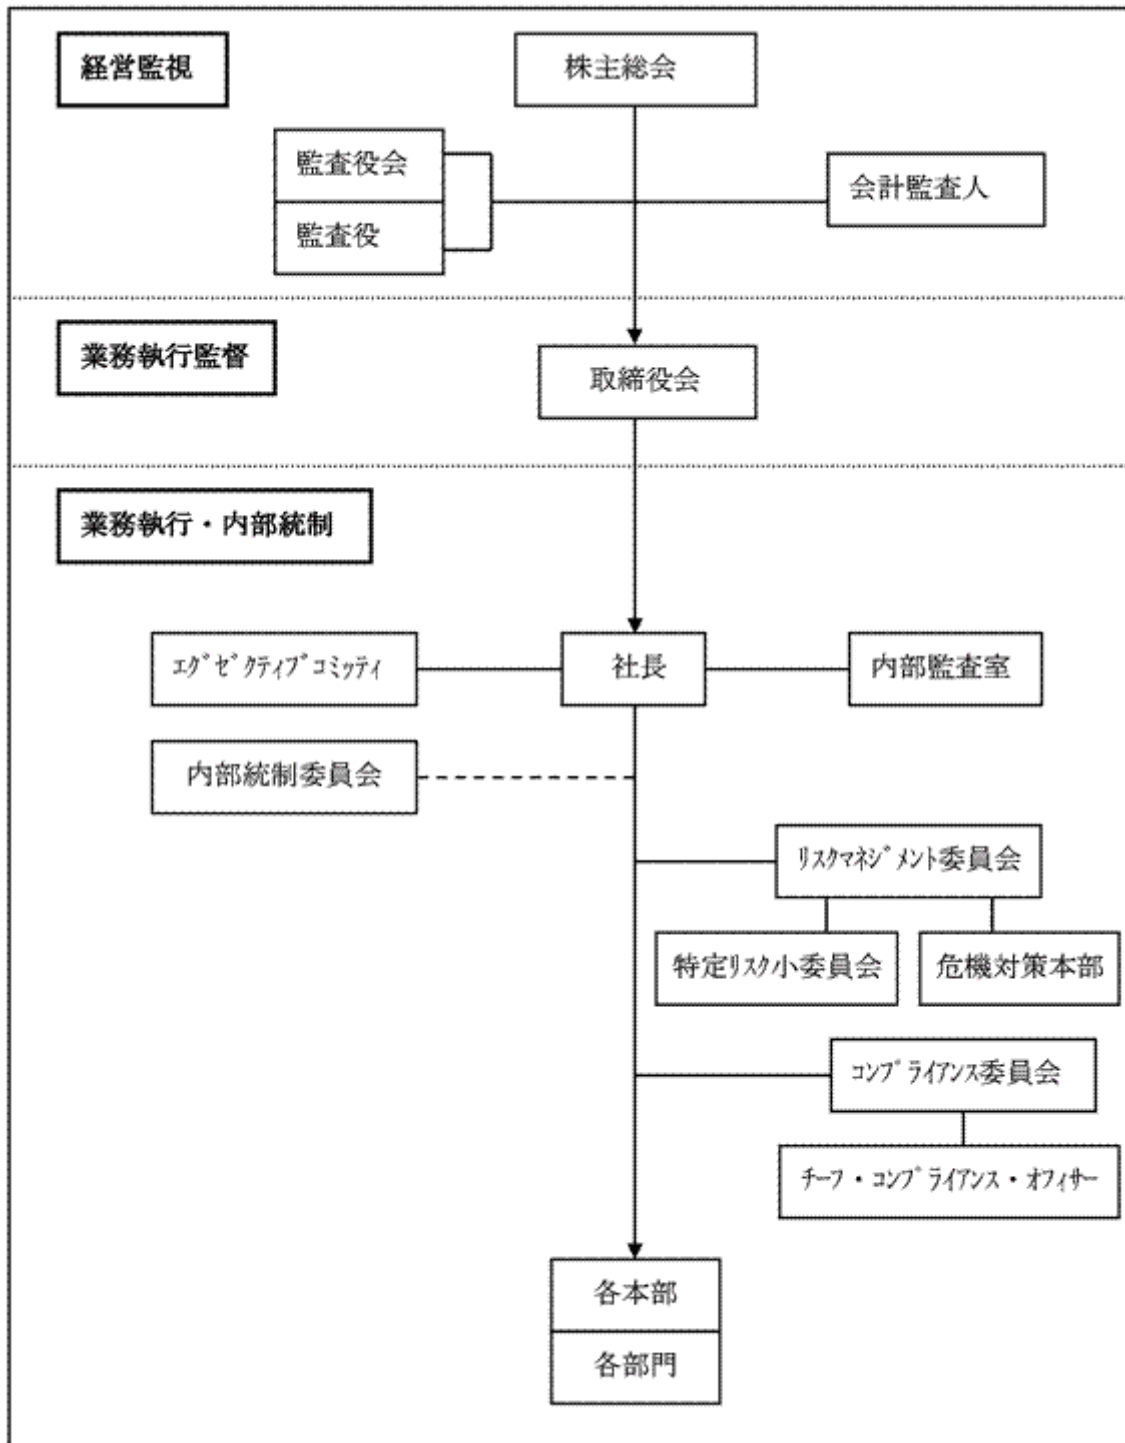 経営監視
株主総会
監査役会
監査役
会計監査人
業務執行監督
取締役会
業務執行・内部統制
ｴｸﾞｾﾞｸﾃｨﾌﾞｺﾐｯﾃｨ
社長
内部監査室
内部統制委員会
ﾘｽｸﾏﾈｼﾞﾒﾝﾄ委員会
特定ﾘｽｸ小委員会
危機対策本部
ｺﾝﾌﾟﾗｲｱﾝｽ委員会
ﾁｰﾌ・ｺﾝﾌﾟﾗｲｱﾝｽ・ｵﾌｨｻｰ
各本部
各部門